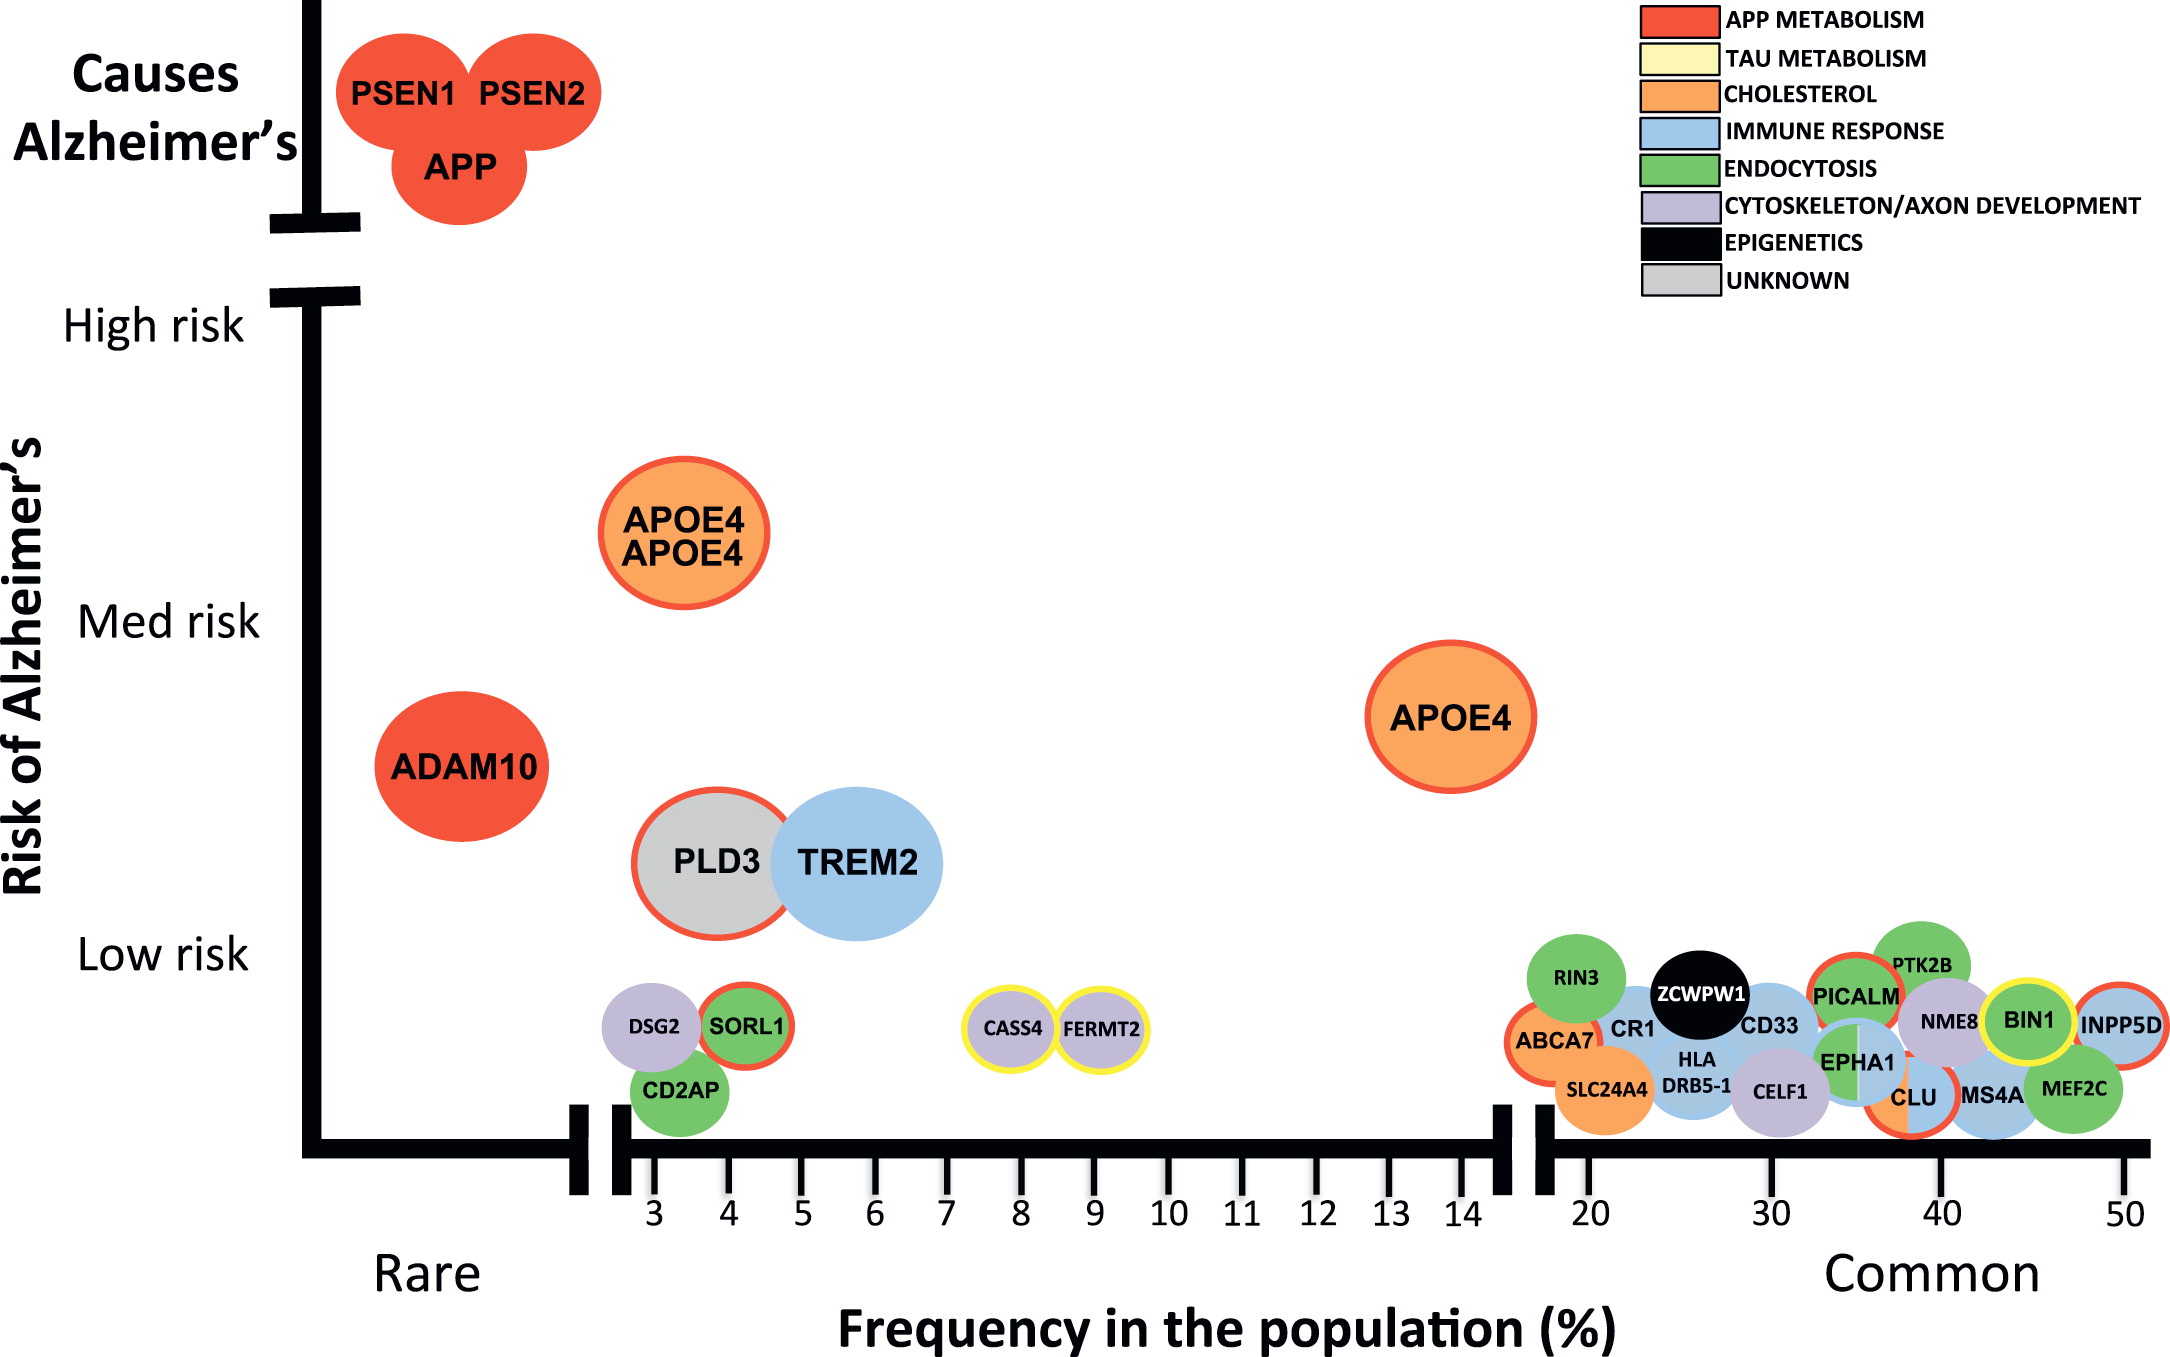 APP METABOLISM
TAU METABOLISM
CHOLESTEROL
IMMUNE RESPONSE
ENDOCYTOSIS
CYTOSKELETON/AXON DEVELOPMENT
EPIGENETICS
UNKNOWN
Causes
Alzheimer's
High risk
Med risk
Low risk
Risk of Alzheimer's
PSEN1
PSEN2
APP
APOE4
APOE4
APOE4
ADAM10
PLD3
TREM2
DSG2
SORL1
CD2AP
CASS4
FERMT2
RIN3
ABCA7
SLC24A4
CR1
ZCWPW1
HLA
DRB5-1
CD33
CELF1
PICALM
EPHA1
PTK2B
NME8
CLU
MS4A
BIN1
MEF2C
INPP5D
3 4 5 6 7 8 9 10 11 12 13 14 20 30 40 50
Rare
Common
Frequency in the population (%)